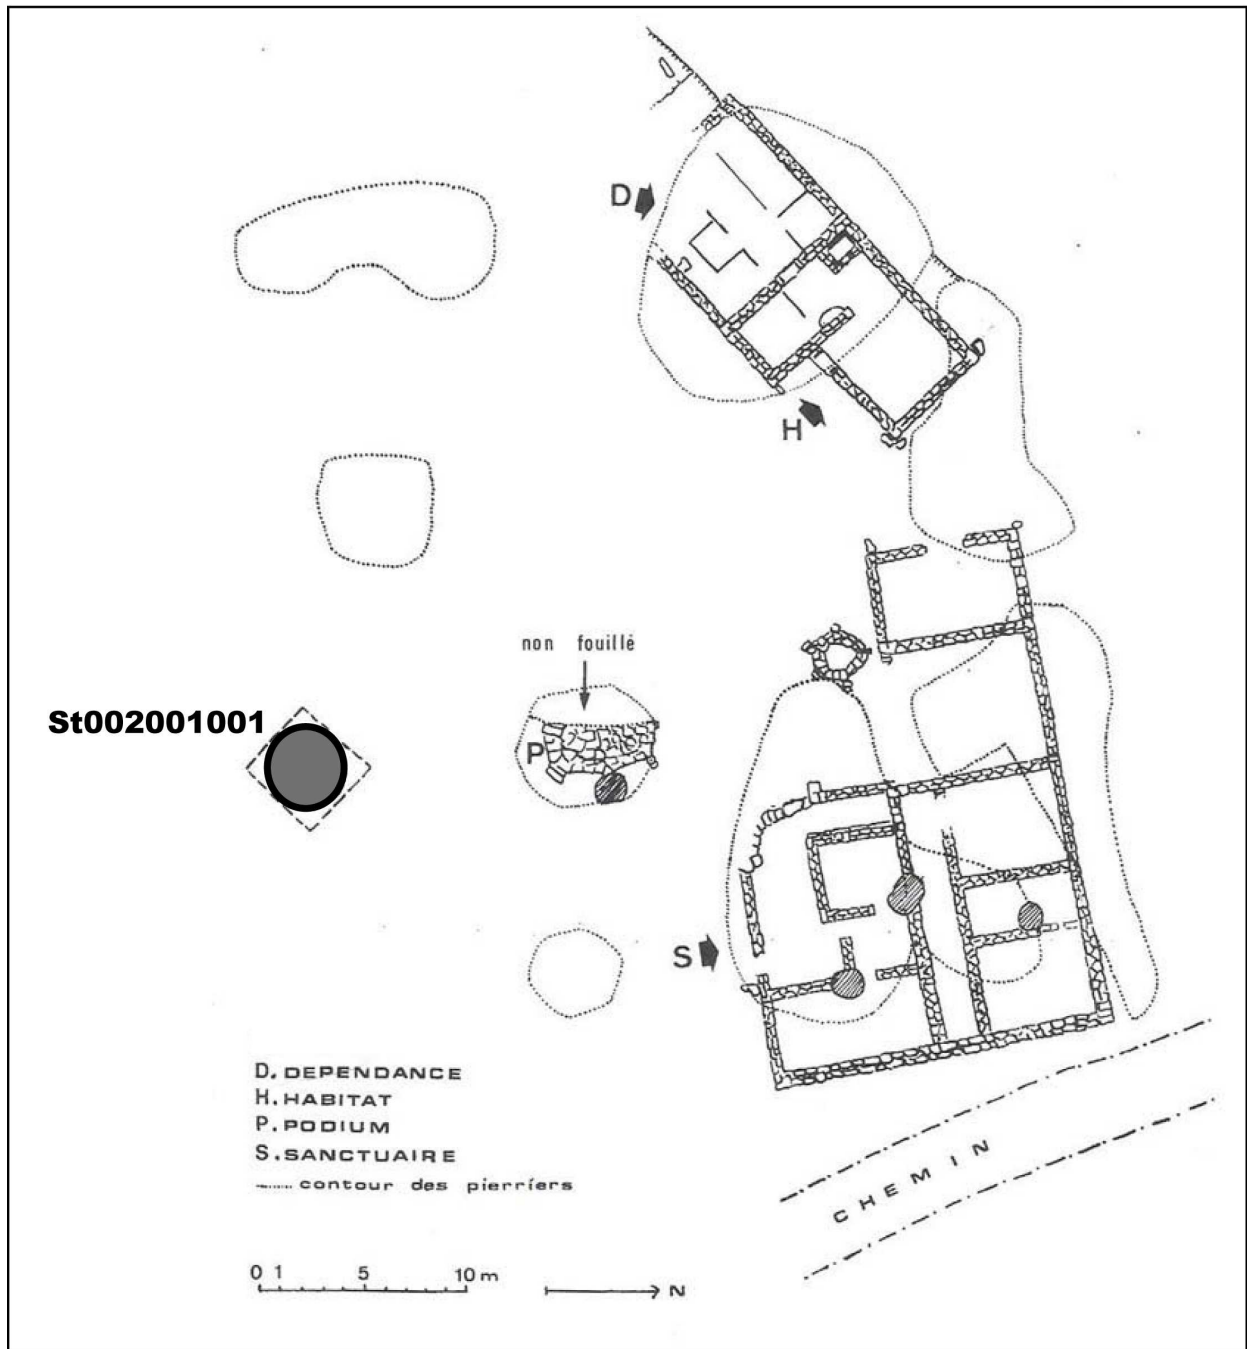 D
H
non fouillé
St002001001
P
S
D. DEPENDANCE
H. HABITAT
P. PODIUM
S. SANCTUAIRE
contour des pierriers
CHEMIN
0 1 5 10 m
N